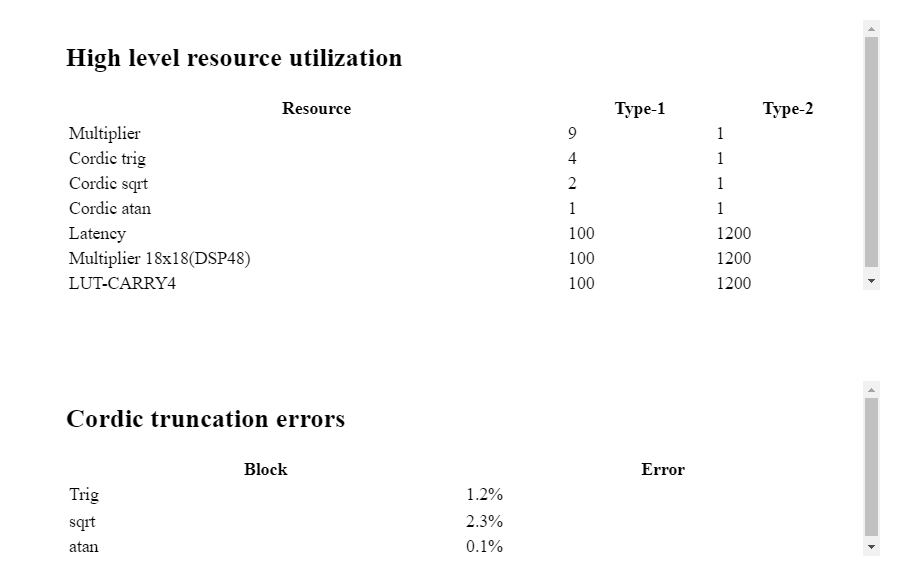 High level resource utilization
Resource Type-1 Type-2
Multiplier 9 1
Cordic trig 4 1
Cordic sqrt 2 1
Cordic atan 1 1
Latency 100 1200
Multiplier 18x18(DSP48) 100 1200
LUT-CARRY4 100 1200
Cordic truncation errors
Block Error
Trig 1.2%
sqrt 2.3%
atan 0.1%